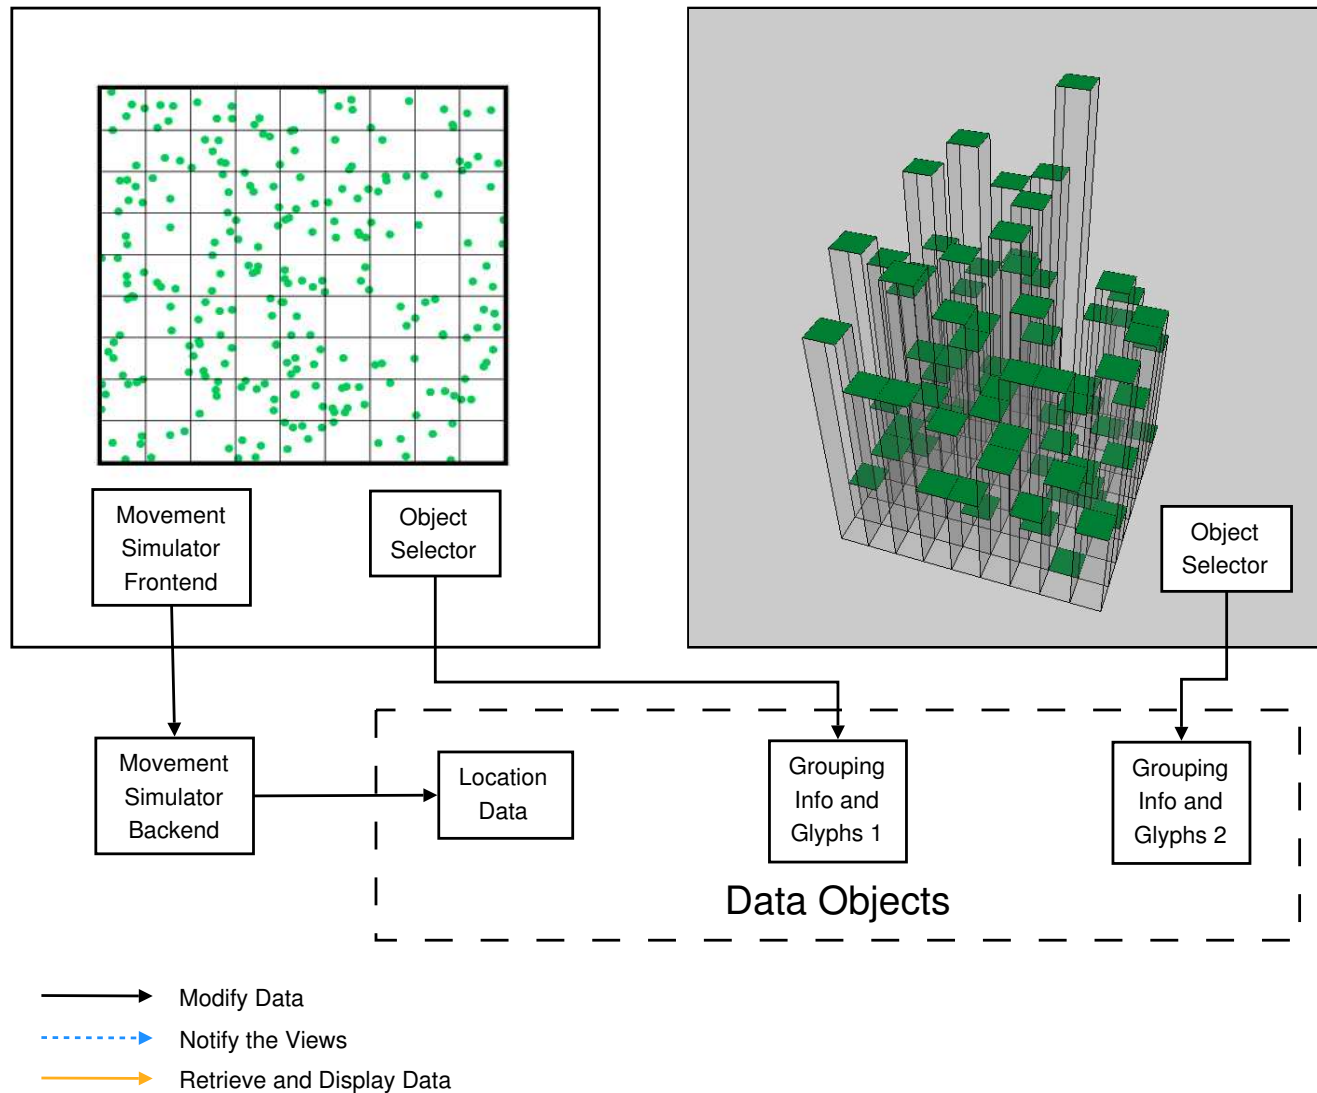 Movement
Simulator
Frontend
Object
Selector
Object
Selector
Movement
Simulator
Backend
Location
Data
Grouping
Info and
Glyphs 1
Grouping
Info and
Glyphs 2
Data Objects
Modify Data
Notify the Views
Retrieve and Display Data